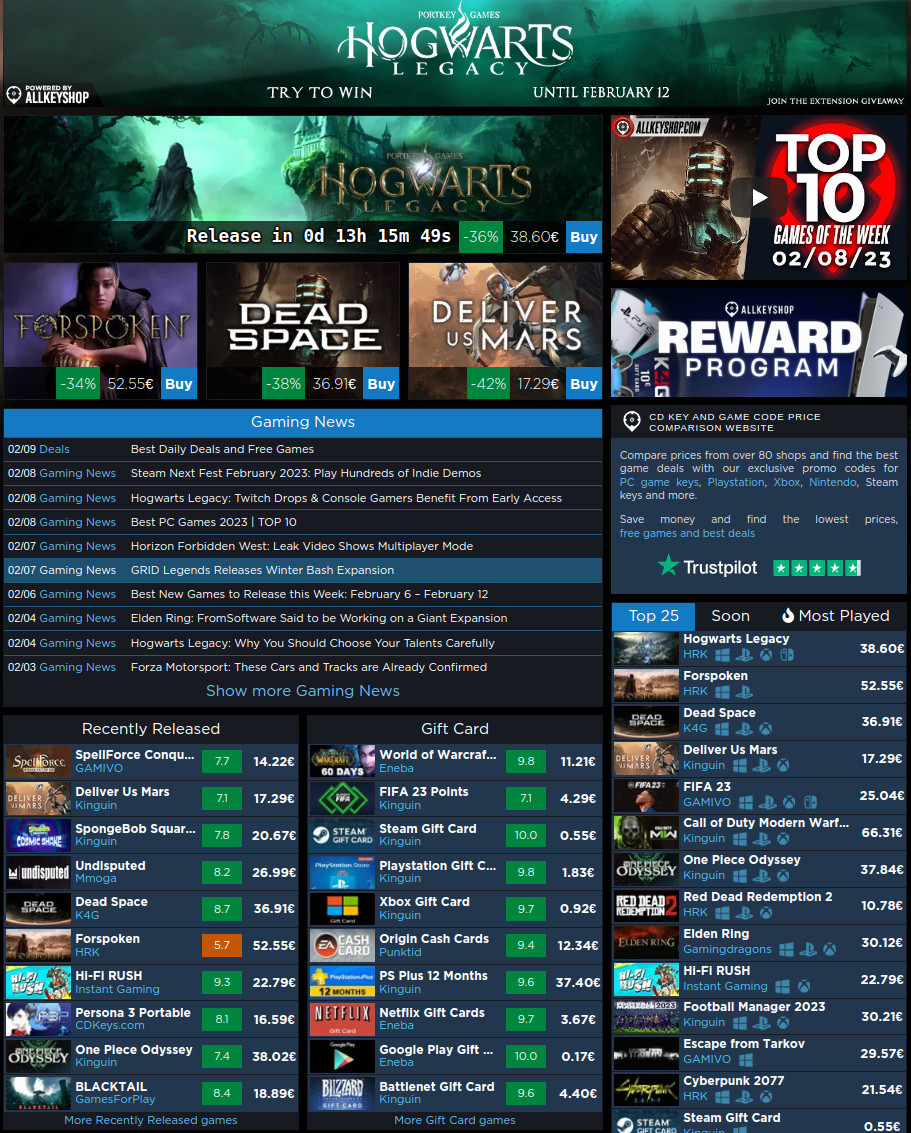 PORTKEY GAMES
HOGWARTS
LEGACY
POWERED BY
ALLKEYSHOP
TRY TO WIN
UNTIL FEBRUARY 12
JOIN THE EXTENSION GIVEAWAY
PORTKEY GAMES
HOGWARTS
LEGACY
Release in 0d 13h 15m 49s -36% 38.60€ Buy
FORSPOKEN
-34% 52.55€ Buy
DEAD
SPACE
-38% 36.91€ Buy
DELIVER
US MARS
-42% 17.29€ Buy
Gaming News
02/09 Deals Best Daily Deals and Free Games
02/08 Gaming News Steam Next Fest February 2023: Play Hundreds of Indie Demos
02/08 Gaming News Hogwarts Legacy: Twitch Drops & Console Gamers Benefit From Early Access
02/08 Gaming News Best PC Games 2023 | TOP 10
02/07 Gaming News Horizon Forbidden West: Leak Video Shows Multiplayer Mode
02/07 Gaming News GRID Legends Releases Winter Bash Expansion
02/06 Gaming News Best New Games to Release this Week: February 6 – February 12
02/04 Gaming News Elden Ring: FromSoftware Said to be Working on a Giant Expansion
02/04 Gaming News Hogwarts Legacy: Why You Should Choose Your Talents Carefully
02/03 Gaming News Forza Motorsport: These Cars and Tracks are Already Confirmed
Show more Gaming News
Recently Released
SpellForce Conqu... 7.7 14.22€
GAMIVO
Deliver Us Mars 7.1 17.29€
Kinguin
SpongeBob Squar... 7.8 20.67€
Kinguin
Undisputed 8.2 26.99€
Mmoga
Dead Space 8.7 36.91€
K4G
Forspoken 5.7 52.55€
HRK
Hi-Fi RUSH 9.3 22.79€
Instant Gaming
Persona 3 Portable 8.1 16.59€
CDKeys.com
One Piece Odyssey 7.4 38.02€
Kinguin
BLACKTAIL 8.4 18.89€
GamesForPlay
More Recently Released games
Gift Card
World of Warcraf... 9.8 11.21€
Eneba
60 DAYS
FIFA 23 Points 7.1 4.29€
Kinguin
Steam Gift Card 10.0 0.55€
Kinguin
Playstation Gift C... 9.8 1.83€
Kinguin
Xbox Gift Card 9.7 0.92€
Kinguin
Origin Cash Cards 9.4 12.34€
Punktid
PS Plus 12 Months 9.6 37.40€
Kinguin
Netflix Gift Cards 9.7 3.67€
Eneba
Google Play Gift ... 10.0 0.17€
Eneba
Battlenet Gift Card 9.6 4.40€
Kinguin
More Gift Card games
ALLKEYSHOP.COM
TOP
10
GAMES OF THE WEEK
02/08/23
ALLKEYSHOP
REWARD
PROGRAM
CD KEY AND GAME CODE PRICE
COMPARISON WEBSITE
Compare prices from over 80 shops and find the best
game deals with our exclusive promo codes for
PC game keys, Playstation, Xbox, Nintendo, Steam
keys and more.
Save money and find the lowest prices,
free games and best deals
Trustpilot
Top 25 Soon Most Played
Hogwarts Legacy 38.60€
HRK
Forspoken 52.55€
HRK
Dead Space 36.91€
K4G
Deliver Us Mars 17.29€
Kinguin
FIFA 23 25.04€
GAMIVO
Call of Duty Modern Warf... 66.31€
Kinguin
One Piece Odyssey 37.84€
Kinguin
Red Dead Redemption 2 10.78€
HRK
Elden Ring 30.12€
Gamingdragons
Hi-Fi RUSH 22.79€
Instant Gaming
Football Manager 2023 30.21€
Kinguin
Escape from Tarkov 29.57€
GAMIVO
Cyberpunk 2077 21.54€
HRK
Steam Gift Card 0.55€
Kinguin